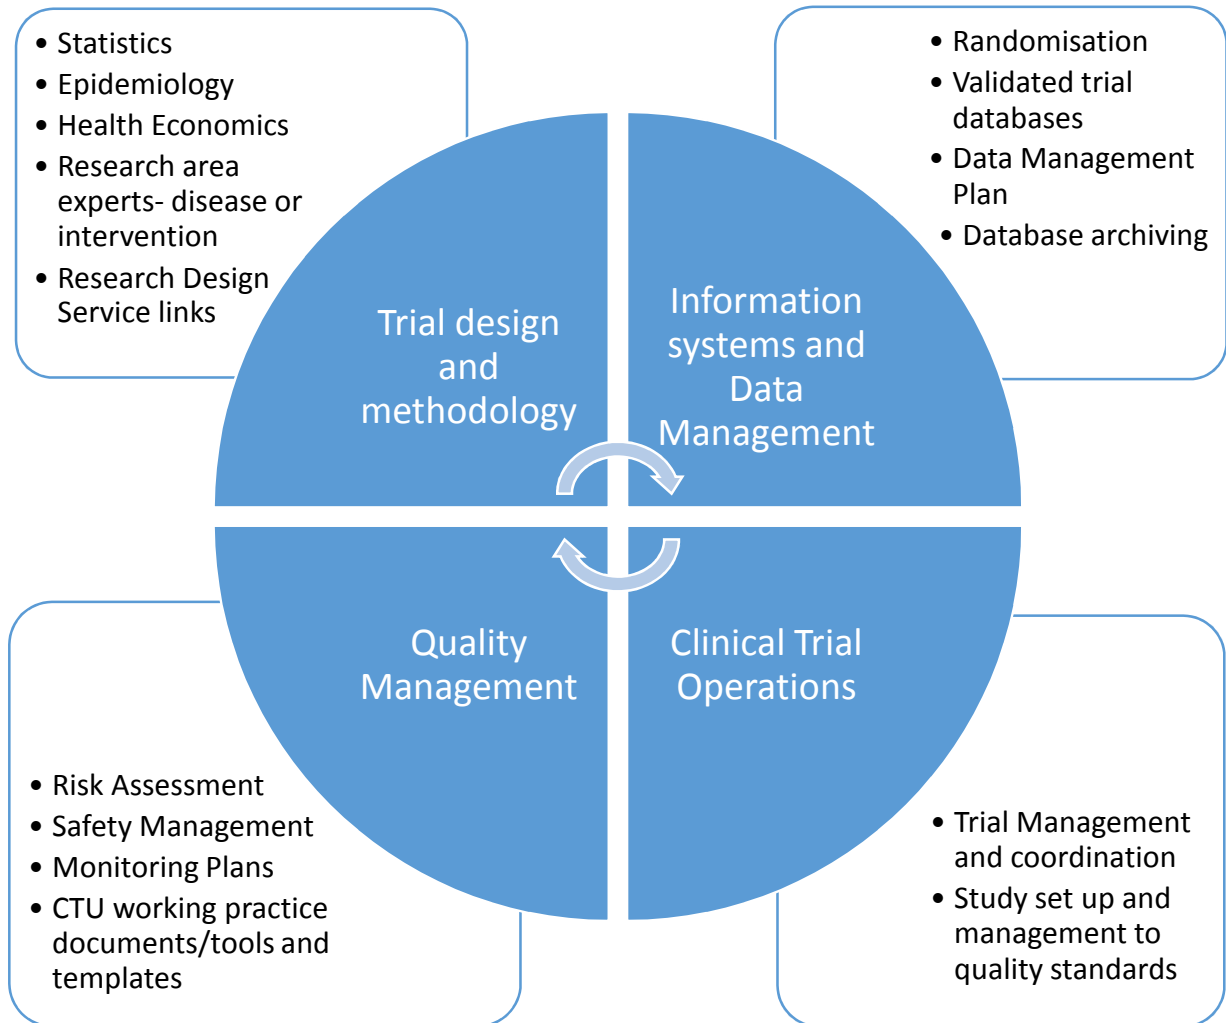 • Statistics
• Epidemiology
• Health Economics
• Research area
experts- disease or
intervention
• Research Design
Service links
• Randomisation
• Validated trial
databases
• Data Management
Plan
• Database archiving
Trial design
and
methodology
Information
systems and
Data
Management
Quality
Management
Clinical Trial
Operations
• Risk Assessment
• Safety Management
• Monitoring Plans
• CTU working practice
documents/tools and
templates
• Trial Management
and coordination
• Study set up and
management to
quality standards